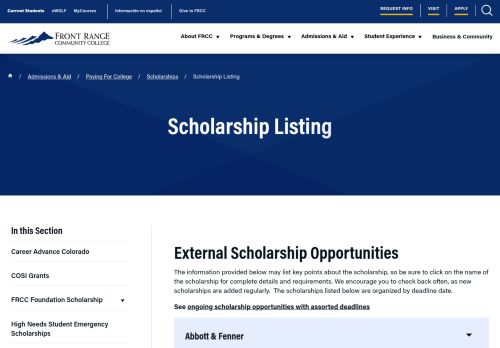 Current Students eWOLF MyCourses Información en español Give to FRCC REQUEST INFO VISIT APPLY
FRONT RANGE
COMMUNITY COLLEGE
About FRCC Programs & Degrees Admissions & Aid Student Experience Business & Community
/ Admissions & Aid / Paying For College / Scholarships / Scholarship Listing
Scholarship Listing
In this Section
Career Advance Colorado
COSI Grants
FRCC Foundation Scholarship
High Needs Student Emergency
Scholarships
External Scholarship Opportunities
The information provided below may list key points about the scholarship, so be sure to click on the name
of the scholarship for complete details and requirements. We encourage you to check back often, as new
scholarships are added regularly. The scholarships listed below are organized by deadline date.
See ongoing scholarship opportunities with assorted deadlines
Abbott & Fenner